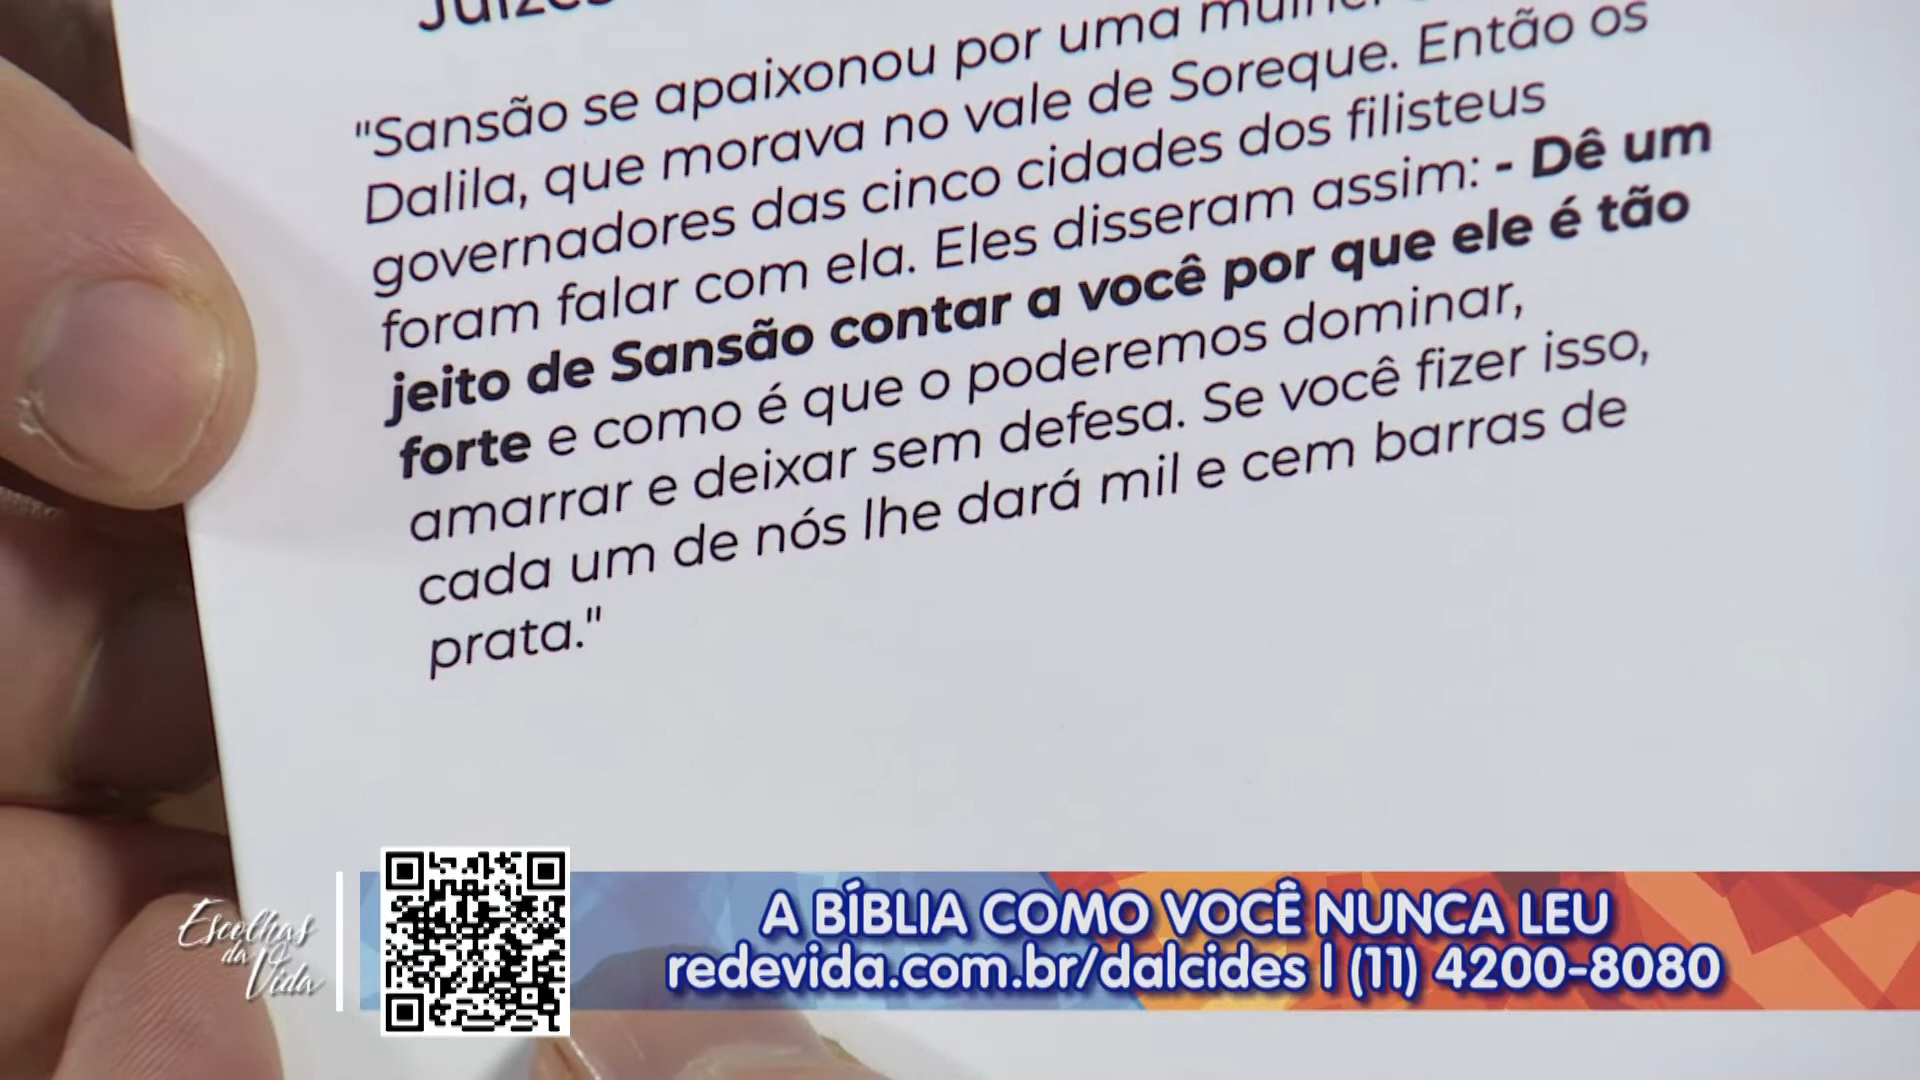 Juízes
"Sansão se apaixonou por uma mulher
Dalila, que morava no vale de Soreque. Então os
governadores das cinco cidades dos filisteus
foram falar com ela. Eles disseram assim: - Dê um
jeito de Sansão contar a você por que ele é tão
forte e como é que o poderemos dominar,
amarrar e deixar sem defesa. Se você fizer isso,
cada um de nós lhe dará mil e cem barras de
prata."
Escolhas
da
Vida
A BÍBLIA COMO VOCÊ NUNCA LEU
redevida.com.br/dalcides | (11) 4200-8080